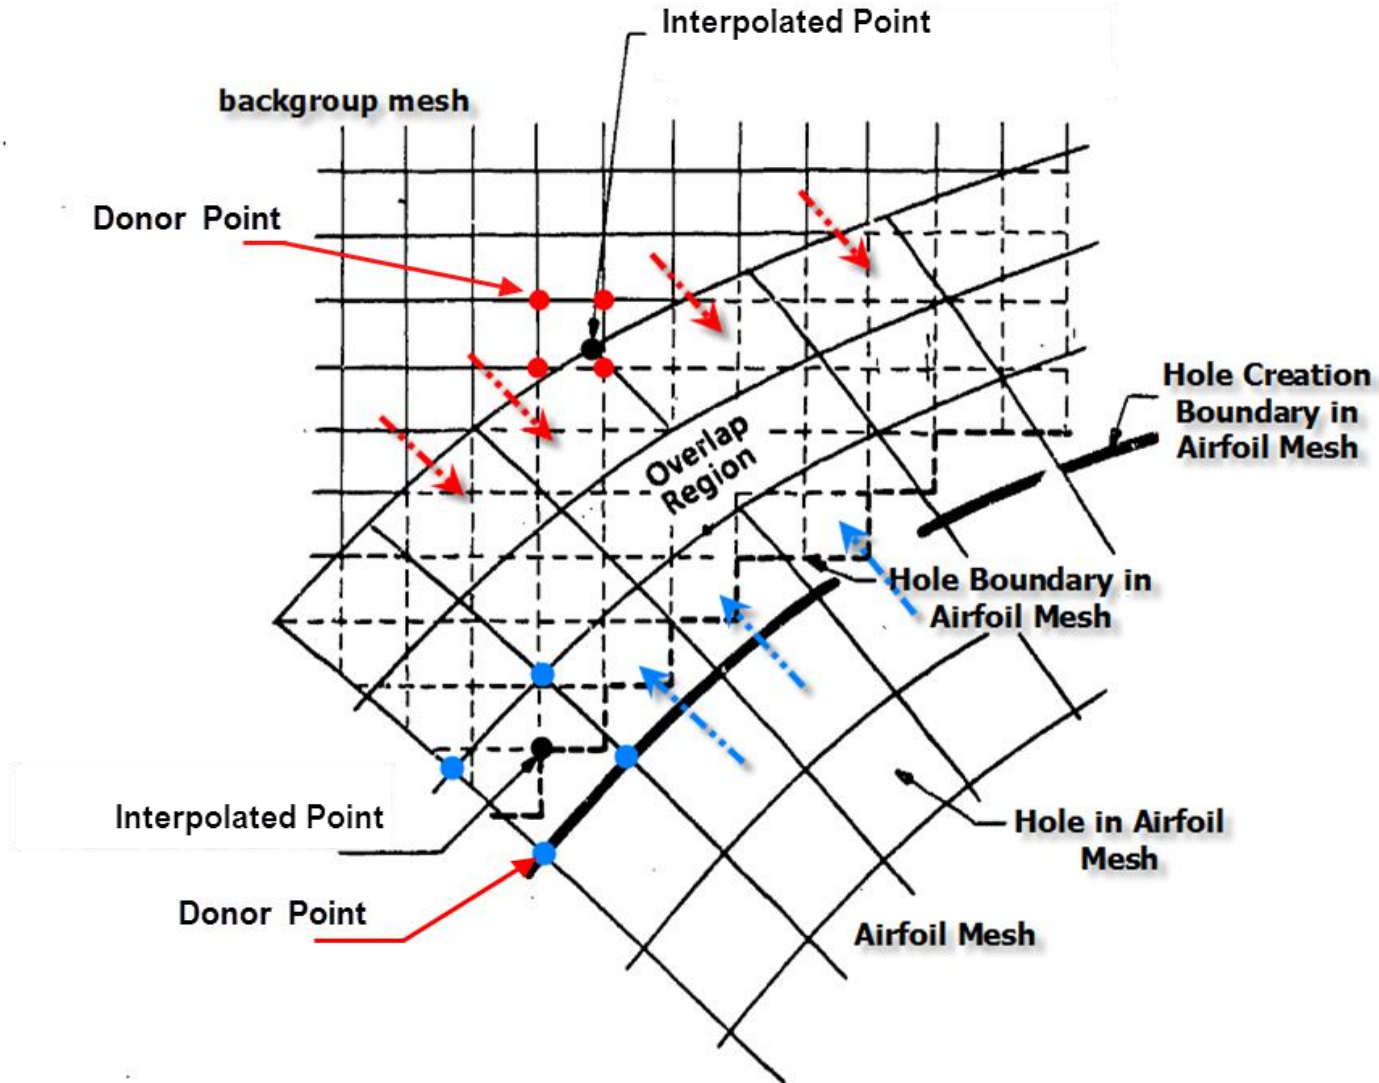 Interpolated Point
backgroup mesh
Donor Point
Hole Creation
Boundary in
Airfoil Mesh
Overlap
Region
Hole Boundary in
Airfoil Mesh
Interpolated Point
Hole in Airfoil
Mesh
Donor Point
Airfoil Mesh